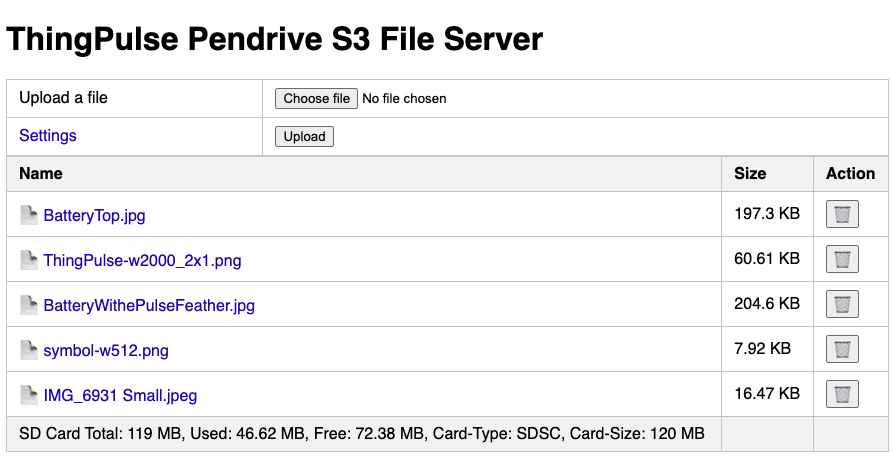 ThingPulse Pendrive S3 File Server
Upload a file Choose file No file chosen
Settings Upload
Name Size Action
BatteryTop.jpg 197.3 KB
ThingPulse-w2000_2x1.png 60.61 KB
BatteryWithePulseFeather.jpg 204.6 KB
symbol-w512.png 7.92 KB
IMG_6931 Small.jpeg 16.47 KB
SD Card Total: 119 MB, Used: 46.62 MB, Free: 72.38 MB, Card-Type: SDSC, Card-Size: 120 MB